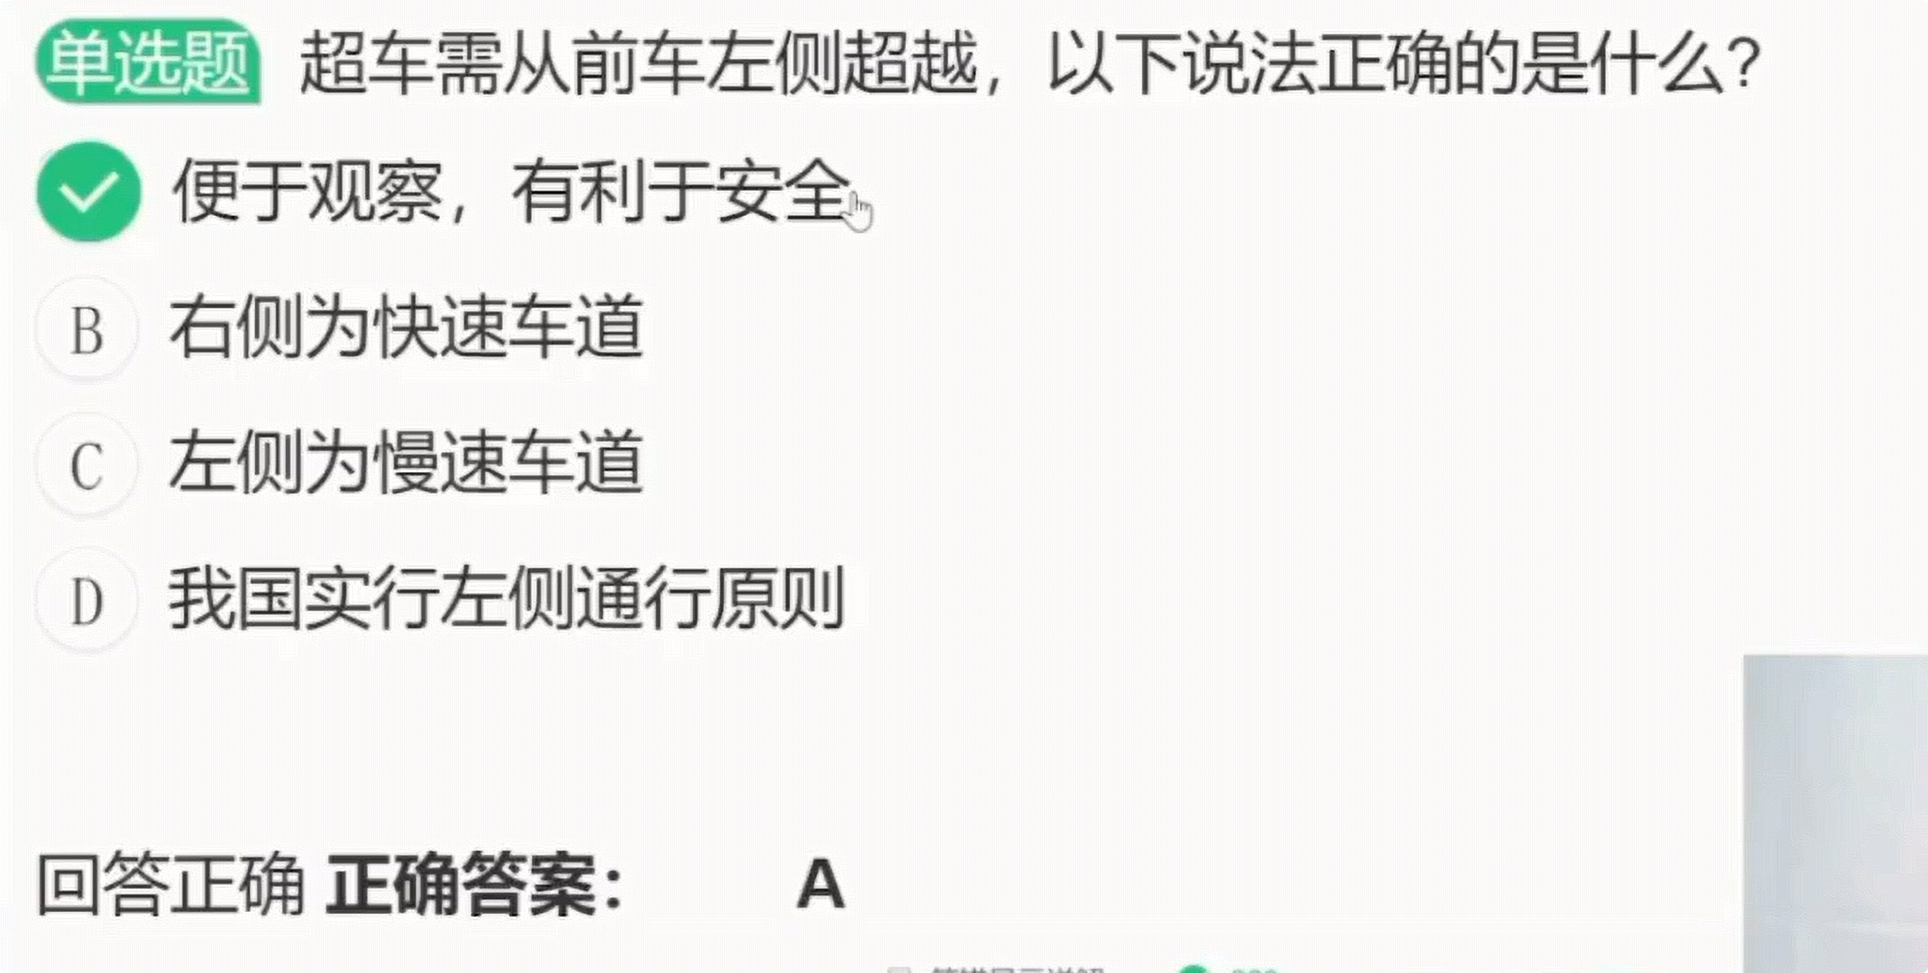 单选题 超车需从前车左侧超越，以下说法正确的是什么？
便于观察，有利于安全
B 右侧为快速车道
C 左侧为慢速车道
D 我国实行左侧通行原则
回答正确 正确答案： A